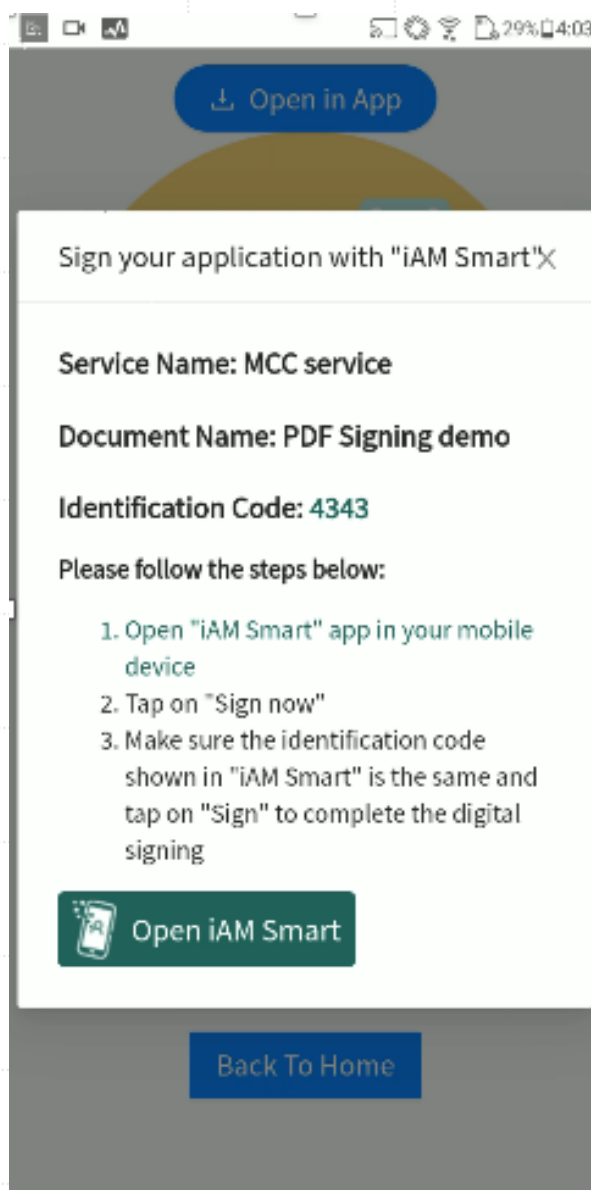 29% 4:03
Open in App
Sign your application with "iAM Smart"
Service Name: MCC service
Document Name: PDF Signing demo
Identification Code: 4343
Please follow the steps below:
1. Open "iAM Smart" app in your mobile
device
2. Tap on "Sign now"
3. Make sure the identification code
shown in "iAM Smart" is the same and
tap on "Sign" to complete the digital
signing
Open iAM Smart
Back To Home